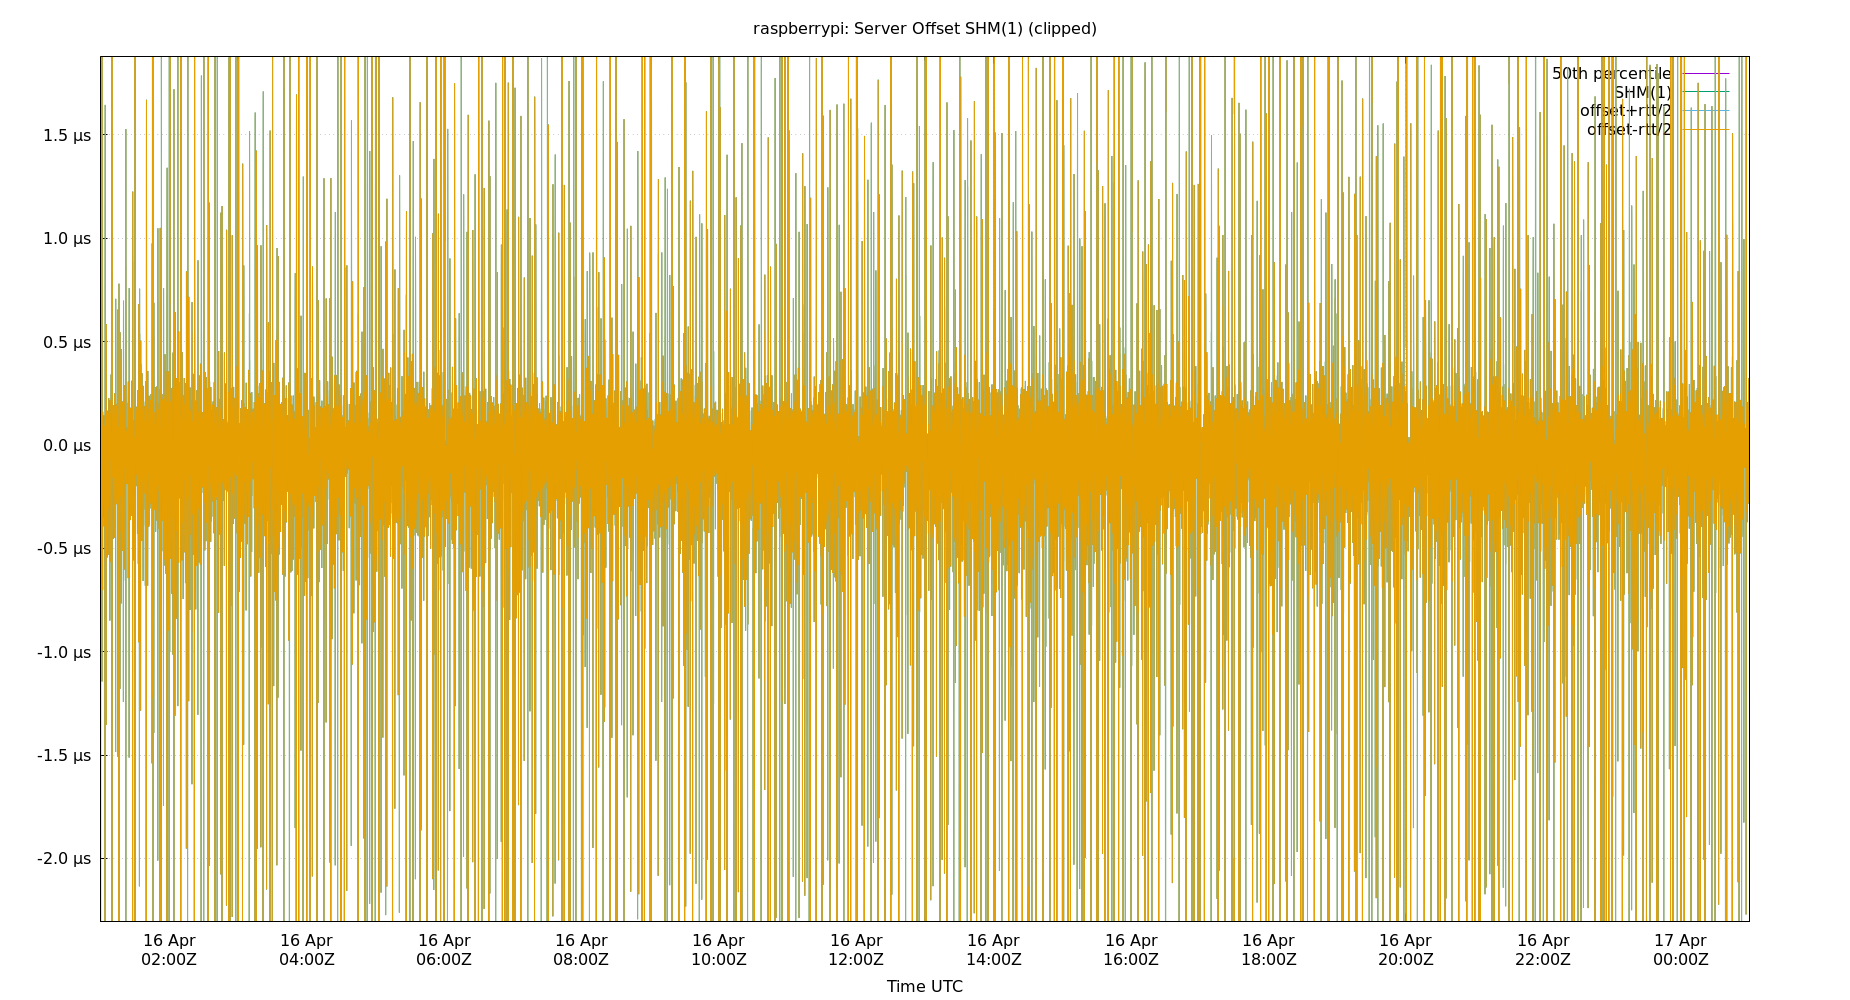 raspberrypi: Server Offset SHM(1) (clipped)
50th percentile
SHM(1)
offset+rtt/2
offset-rtt/2
1.5 µs
1.0 µs
0.5 µs
0.0 µs
-0.5 µs
-1.0 µs
-1.5 µs
-2.0 µs
16 Apr 16 Apr 16 Apr 16 Apr 16 Apr 16 Apr 16 Apr 16 Apr 16 Apr 16 Apr 16 Apr 17 Apr
02:00Z 04:00Z 06:00Z 08:00Z 10:00Z 12:00Z 14:00Z 16:00Z 18:00Z 20:00Z 22:00Z 00:00Z
Time UTC